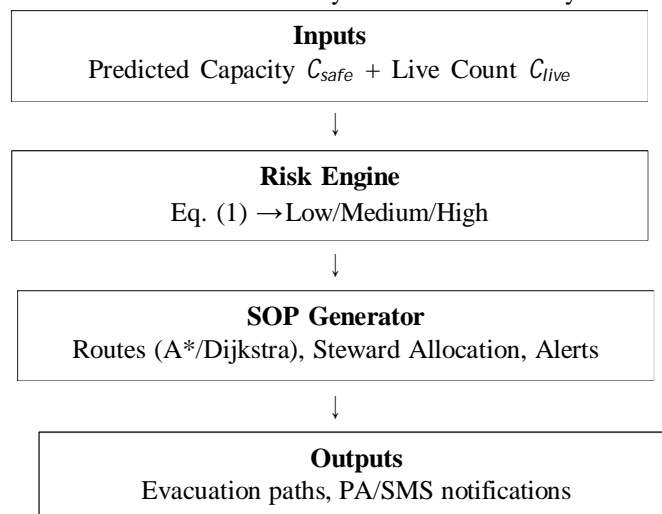 Inputs
Predicted Capacity C_safe + Live Count C_live
↓
Risk Engine
Eq. (1) →Low/Medium/High
↓
SOP Generator
Routes (A*/Dijkstra), Steward Allocation, Alerts
↓
Outputs
Evacuation paths, PA/SMS notifications